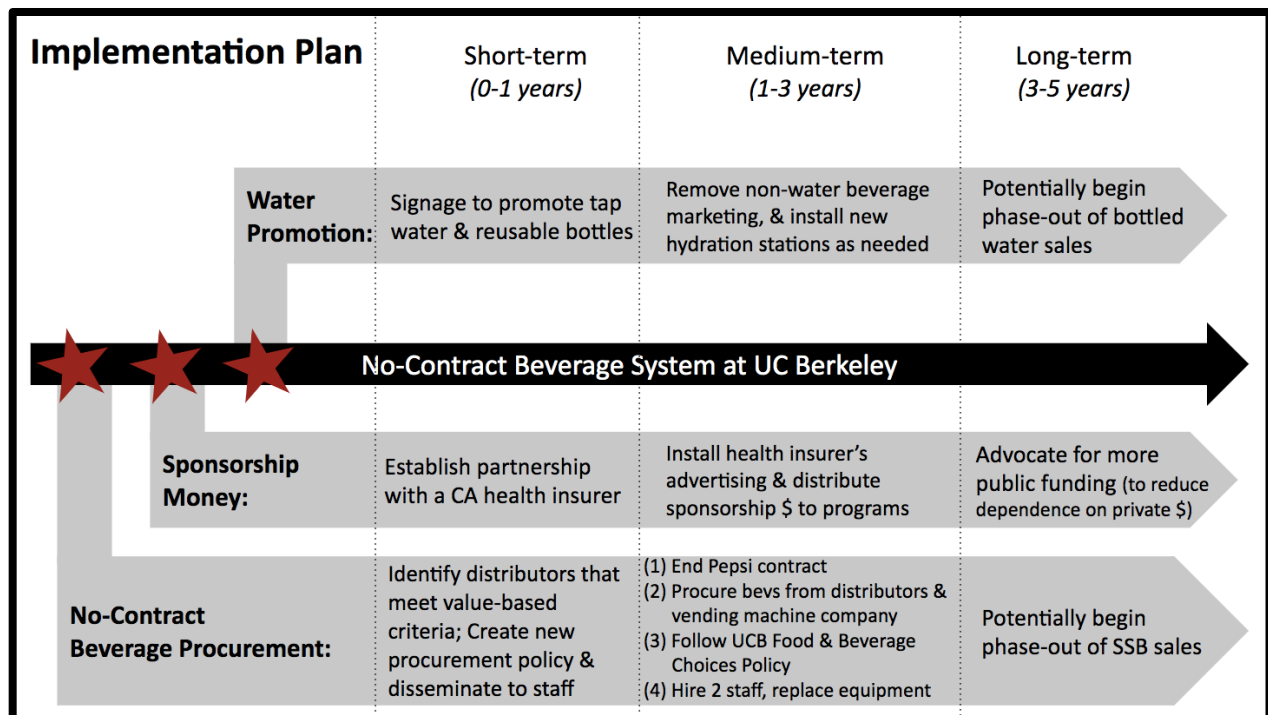 Implementation Plan
Short-term
(0-1 years)
Medium-term
(1-3 years)
Long-term
(3-5 years)
Water
Promotion:
Signage to promote tap
water & reusable bottles
Remove non-water beverage
marketing, & install new
hydration stations as needed
Potentially begin
phase-out of bottled
water sales
No-Contract Beverage System at UC Berkeley
Sponsorship
Money:
Establish partnership
with a CA health insurer
Install health insurer's
advertising & distribute
sponsorship $ to programs
Advocate for more
public funding (to reduce
dependence on private $)
No-Contract
Beverage Procurement:
Identify distributors that
meet value-based
criteria; Create new
procurement policy &
disseminate to staff
(1) End Pepsi contract
(2) Procure bevs from distributors &
vending machine company
(3) Follow UCB Food & Beverage
Choices Policy
(4) Hire 2 staff, replace equipment
Potentially begin
phase-out of SSB sales